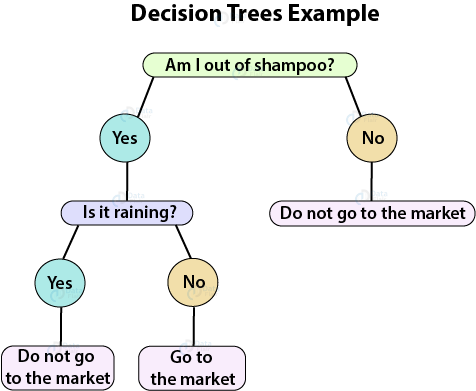 Decision Trees Example
Am I out of shampoo?
Yes
No
Is it raining?
Do not go to the market
Yes
No
Do not go
to the market
Go to
the market